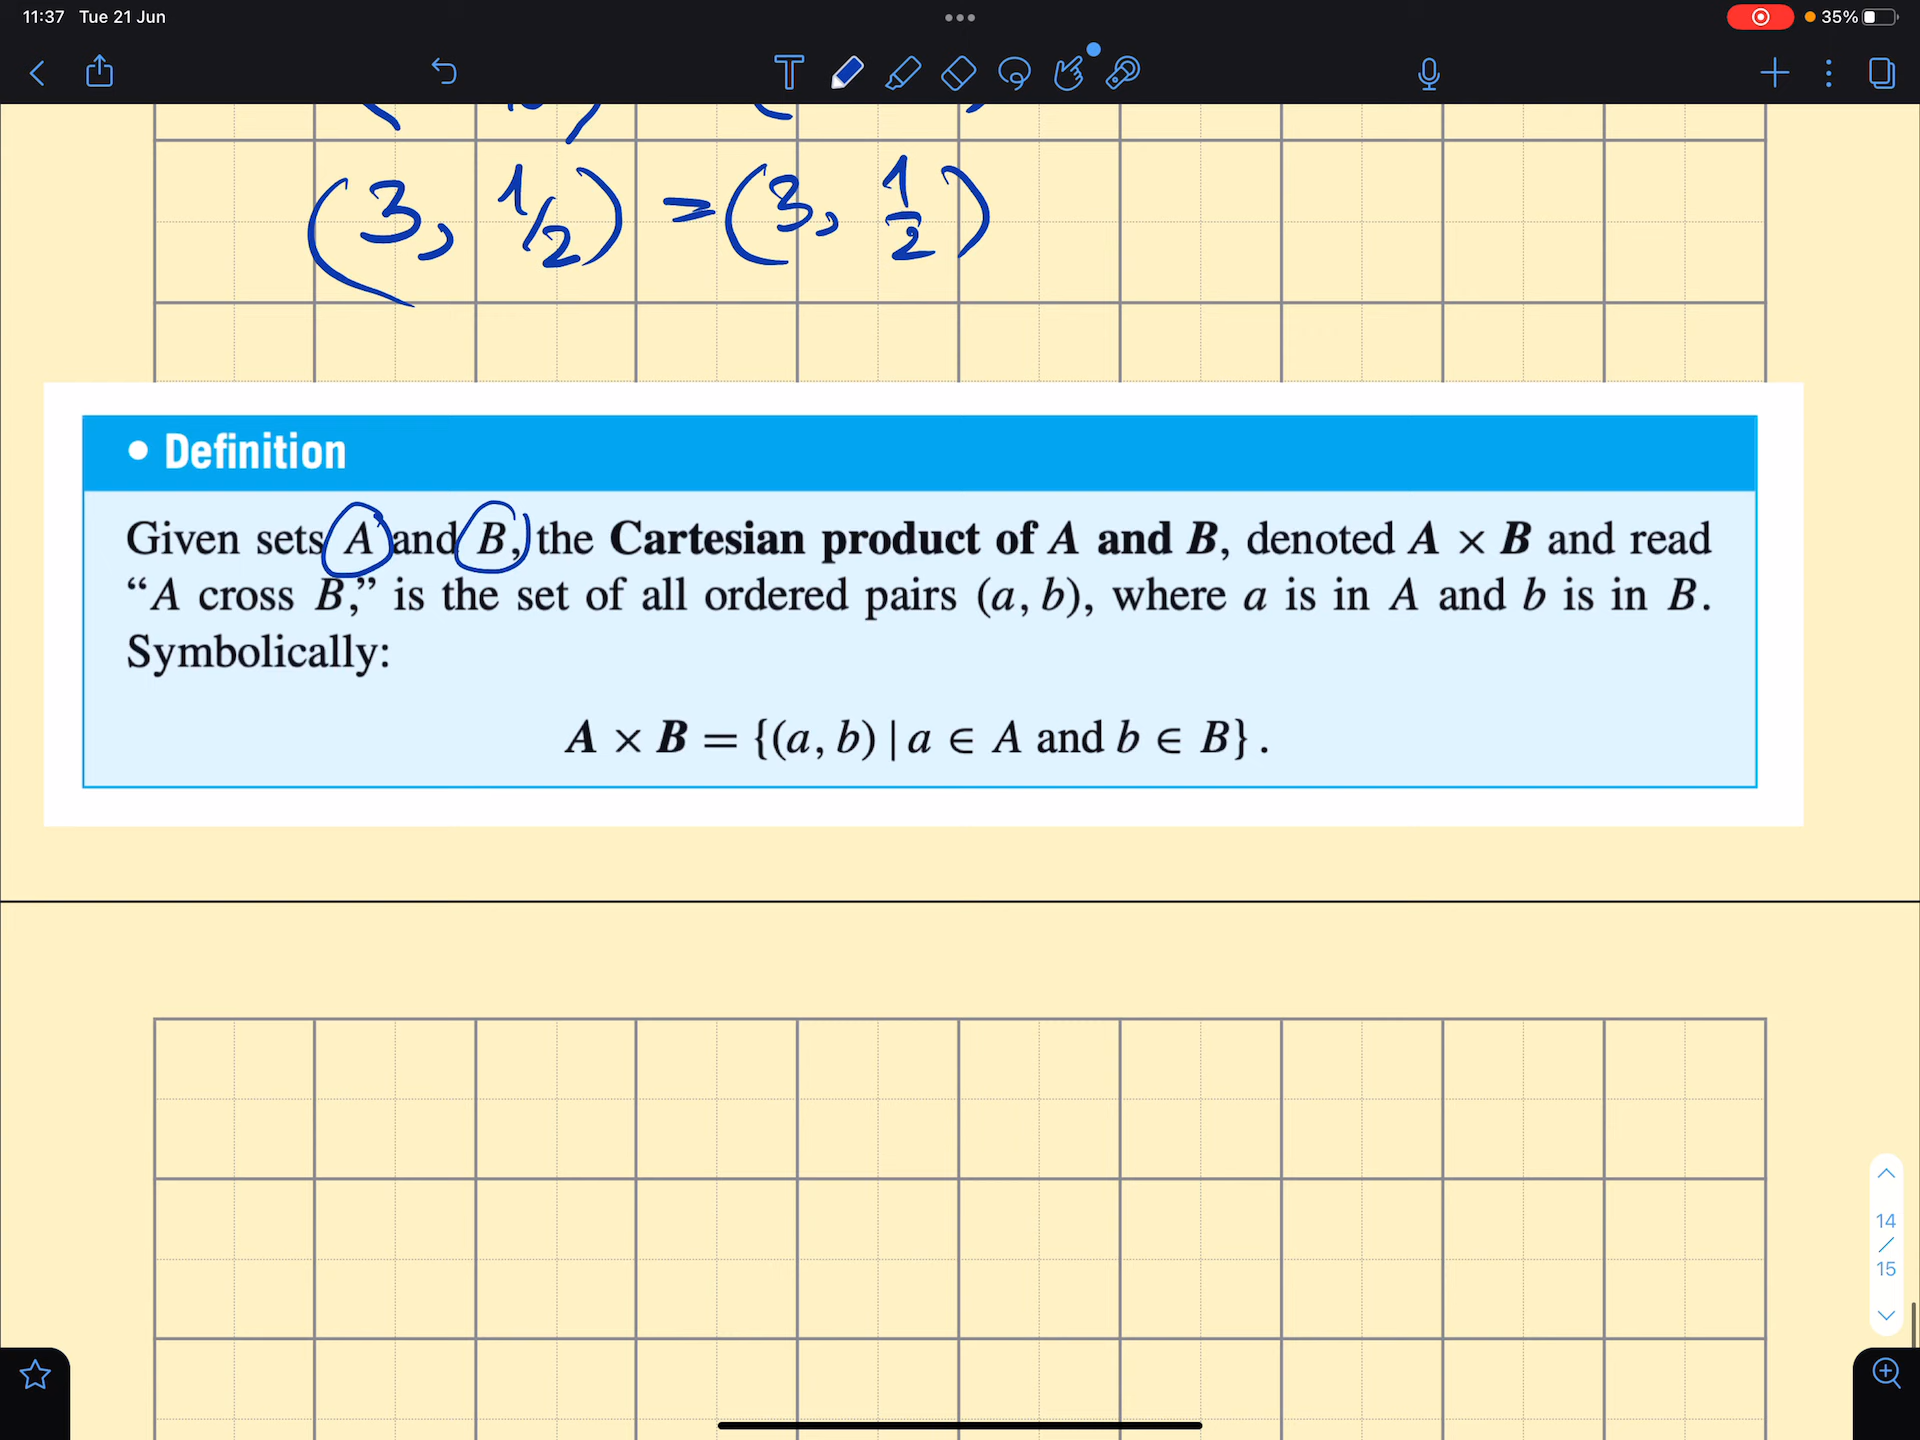 11:37 Tue 21 Jun
35%
(3, 1/2) = (3, 1/2)
• Definition
Given sets A and B, the Cartesian product of A and B, denoted A × B and read
“A cross B,” is the set of all ordered pairs (a, b), where a is in A and b is in B.
Symbolically:
A × B = {(a, b) | a ∈ A and b ∈ B} .
14
/
15